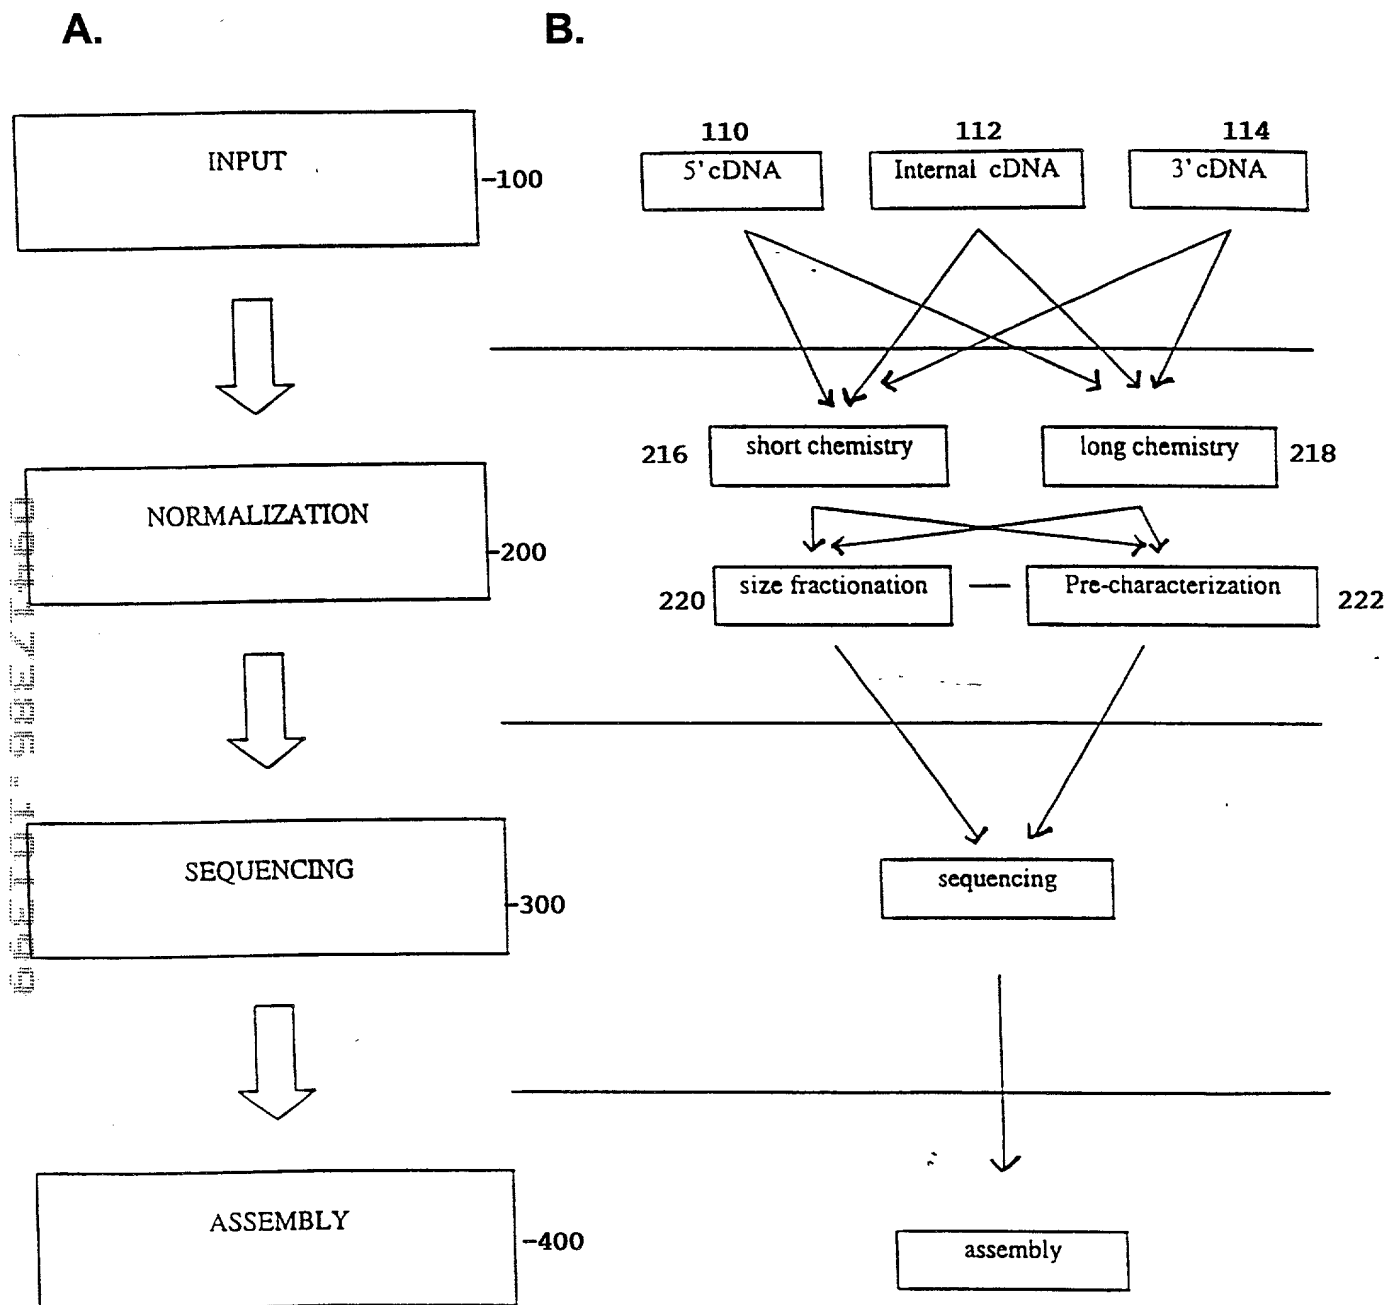 A.
B.
INPUT
-100
110
112
114
5' cDNA
Internal cDNA
3' cDNA
NORMALIZATION
-200
216
short chemistry
long chemistry
218
220
size fractionation
Pre-characterization
222
SEQUENCING
-300
sequencing
ASSEMBLY
-400
assembly